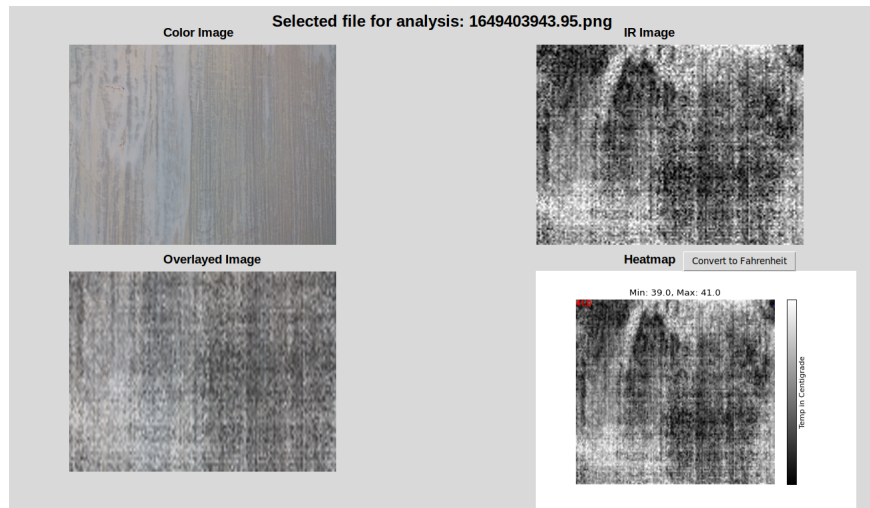 Selected file for analysis: 1649403943.95.png
Color Image
IR Image
Overlayed Image
Heatmap
Convert to Fahrenheit
Min: 39.0, Max: 41.0
Temp in Centigrade